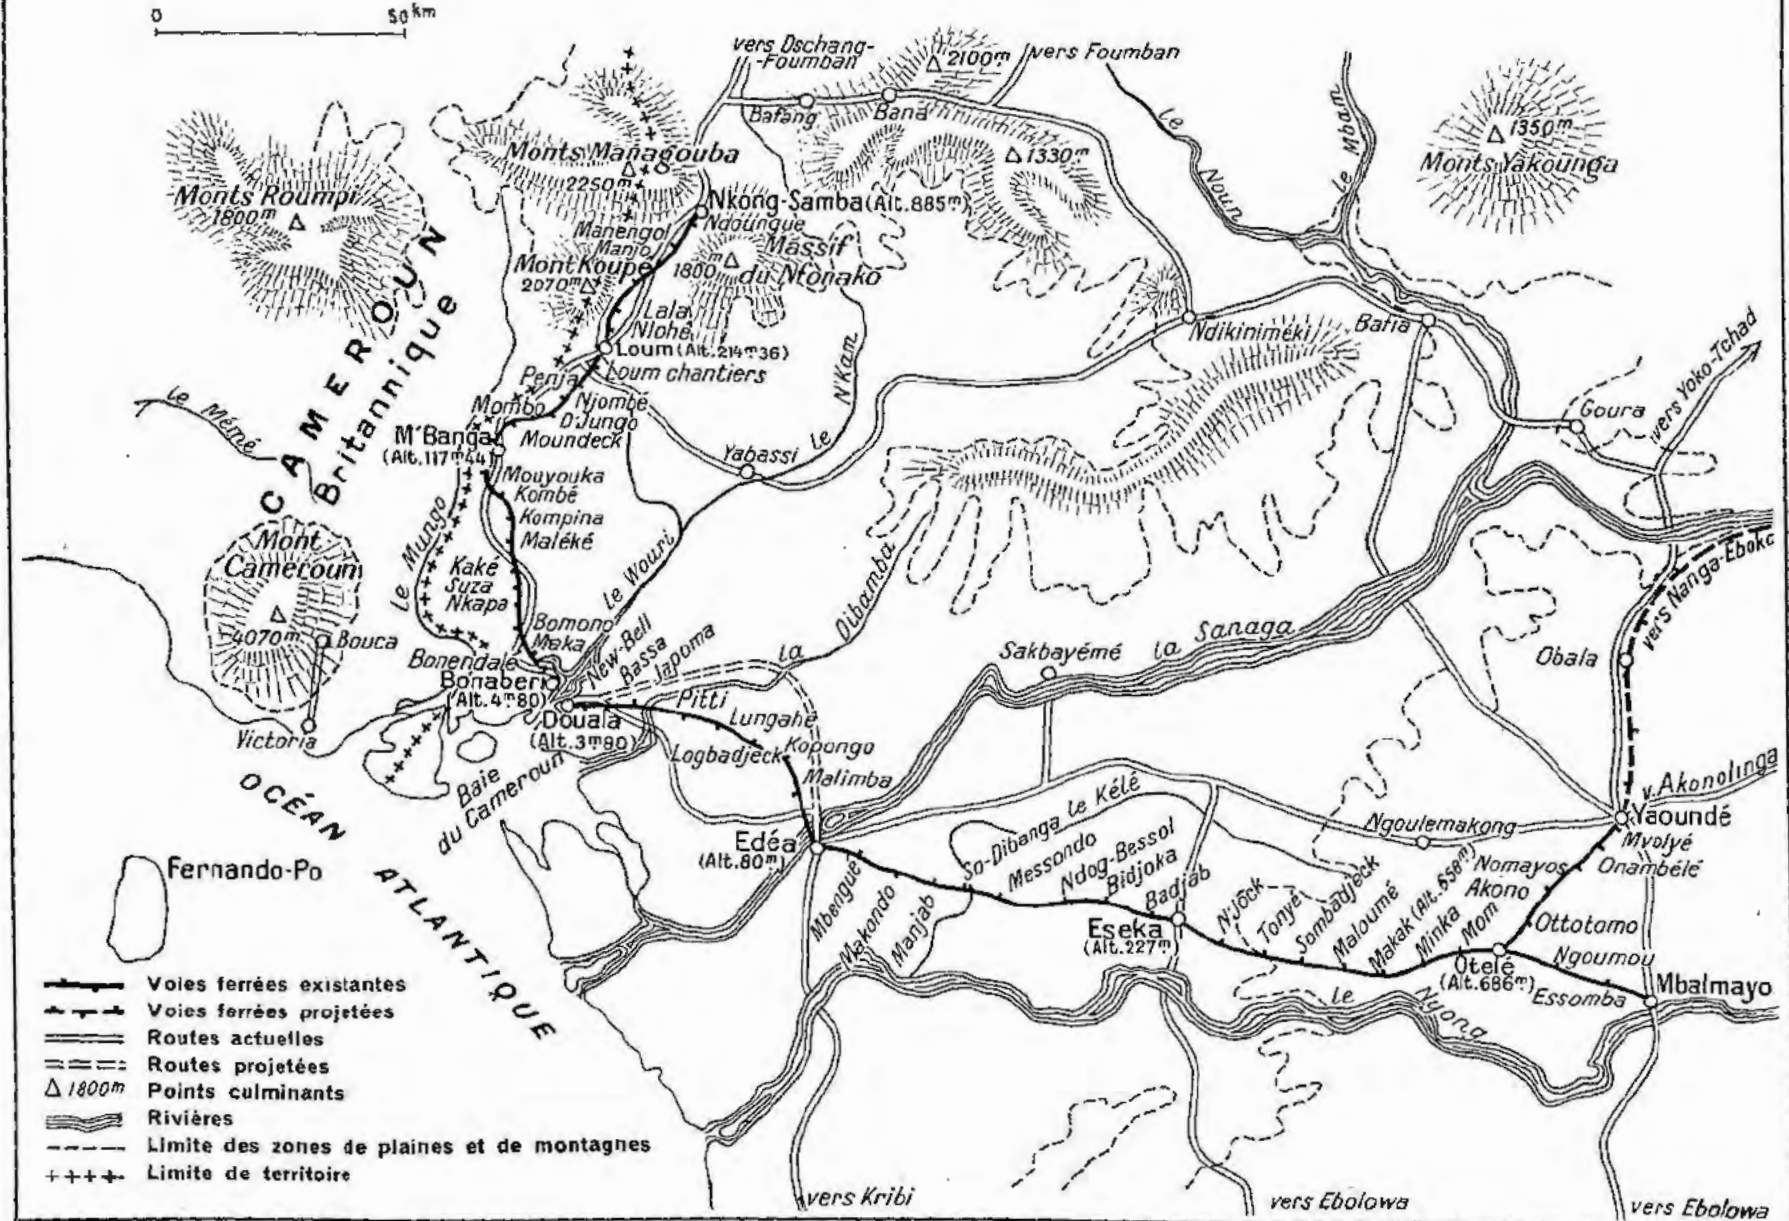 0 50 km
vers Dschang-
-Foumban
2100m
vers Foumban
le Noun
le Mbam
1350m
Monts Yakounga
Bafang
Bana
1330m
Monts Managouba
2250m
Monts Roumpi
1800m
Nkong-Samba (Alt. 885m)
Ndoungue
Manengol
Manjo
Massif
du Nfonako
1800m
Mont Koupé
2070m
CAMEROUN
Britannique
Lala
Nlohé
Loum (Alt. 214m36)
Loum chantiers
Penja
Njombé
D'Jungo
Mombo
Moundeck
M'Banga
(Alt. 117m44)
Mouyouka
Kombé
Kompina
Maléké
Kaké
Suza
Nkapa
Bomono
Maka
Bonendale
Bonaberi
(Alt. 4m80)
le Mémé
le Mungo
Yabassi
le N'Kam
le Wouri
Ndikiniméki
Bafia
Goura
vers Yoko-Tchad
vers Nanga-Eboko
Mont
Cameroun
4070m
Bouca
Victoria
New-Bell
Bassa
Japoma
la Dibamba
Sakbayémé
la Sanaga
Obala
Douala
(Alt. 3m80)
Pitti
Lungahé
Logbadjeck
Kopongo
Malimba
Baie
du Cameroun
OCÉAN ATLANTIQUE
Fernando-Po
Edéa
(Alt. 80m)
Mbengué
Makondo
Manjab
So-Dibanga
le Kélé
Messondo
Ndog-Bessol
Bidjoka
Badjàb
Eseka
(Alt. 227m)
N'jôck
Tonyé
Sombadjeck
Maloumé
Makak (Alt. 658m)
Minka
Mom
Ngoulemakong
Nomayos
Akono
Otelé
(Alt. 686m)
v. Akonolinga
Yaoundé
Mvolyé
Onambélé
Ottotomo
Ngoumou
Essomba
Mbalmayo
le Nyong
Voies ferrées existantes
Voies ferrées projetées
Routes actuelles
Routes projetées
1800m Points culminants
Rivières
Limite des zones de plaines et de montagnes
Limite de territoire
vers Kribi
vers Ebolowa
vers Ebolowa